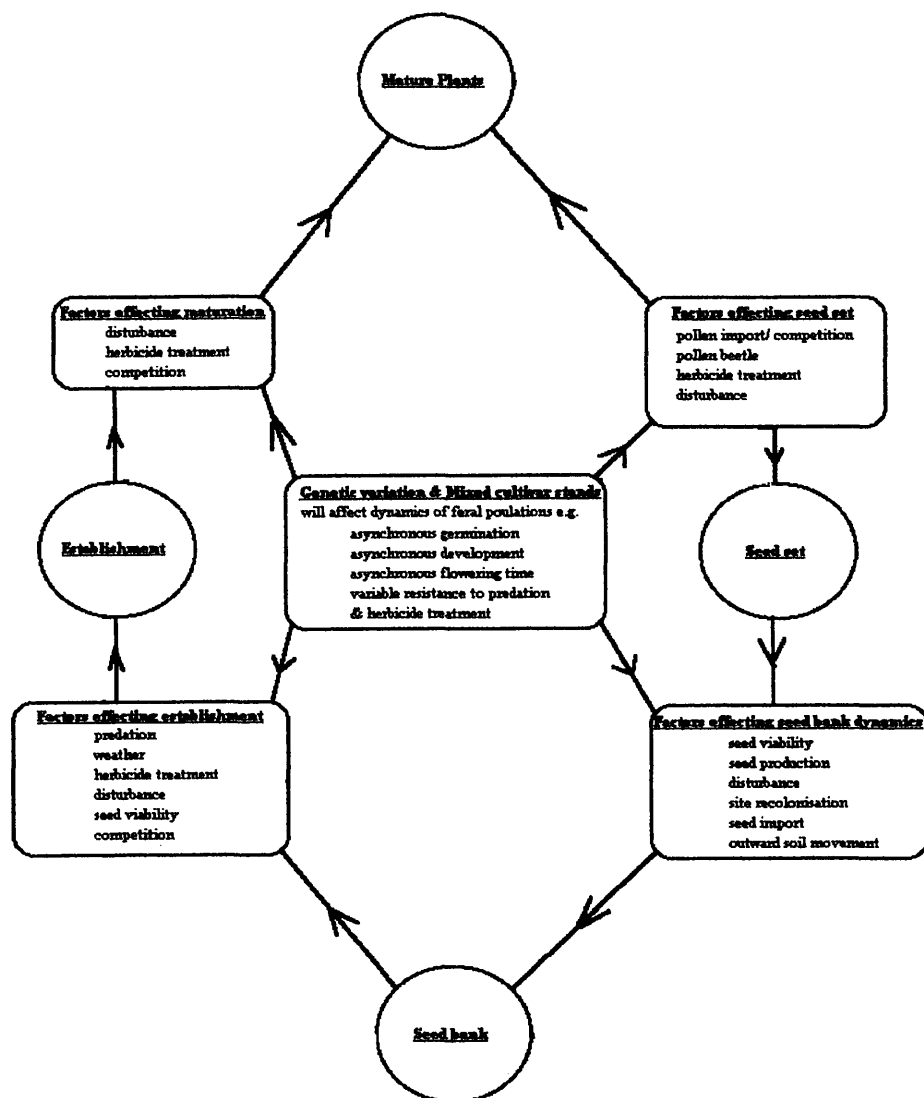 Mature Plants
Factors effecting maturation
disturbance
herbicide treatment
competition
Factors effecting seed set
pollen import/ competition
pollen beetle
herbicide treatment
disturbance
Genetic variation & Mixed cultivar stands
will affect dynamics of feral poulations e.g.
asynchronous germination
asynchronous development
asynchronous flowering time
variable resistance to predation
& herbicide treatment
Establishment
Seed set
Factors effecting establishment
predation
weather
herbicide treatment
disturbance
seed viability
competition
Factors effecting seed bank dynamics
seed viability
seed production
disturbance
site recolonisation
seed import
outward soil movement
Seed bank